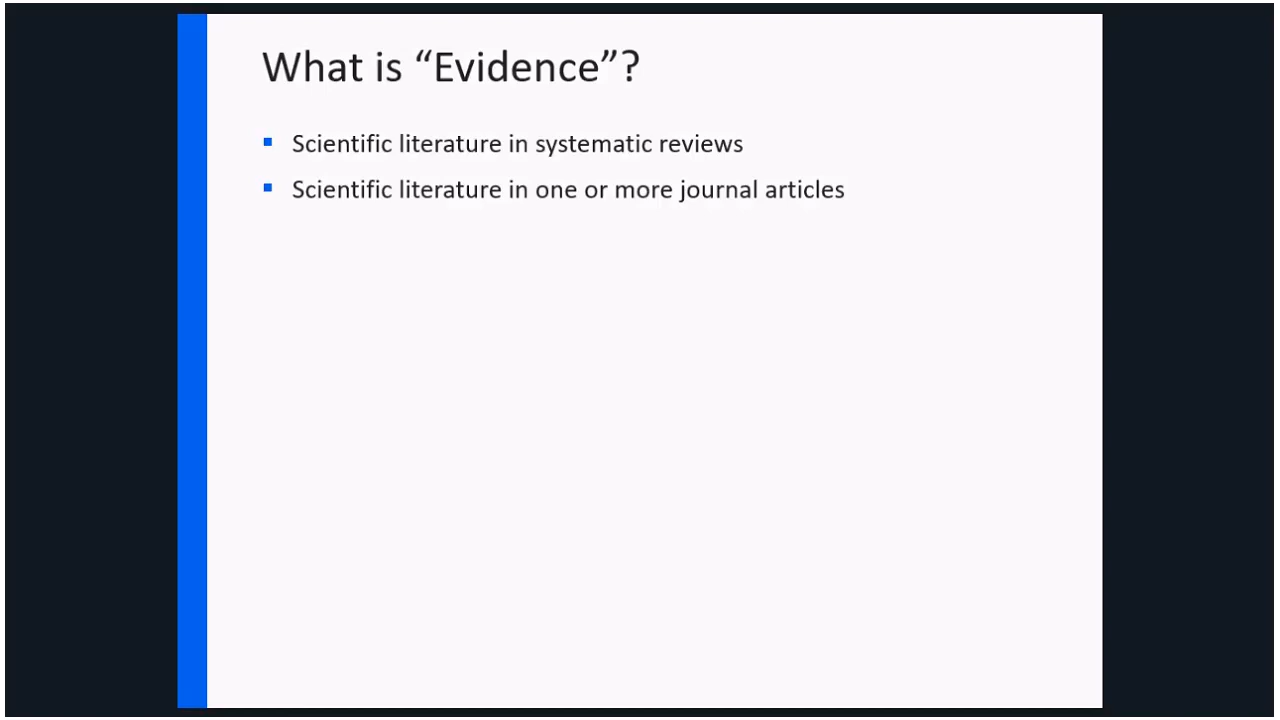 What is “Evidence”?
▪ Scientific literature in systematic reviews
▪ Scientific literature in one or more journal articles